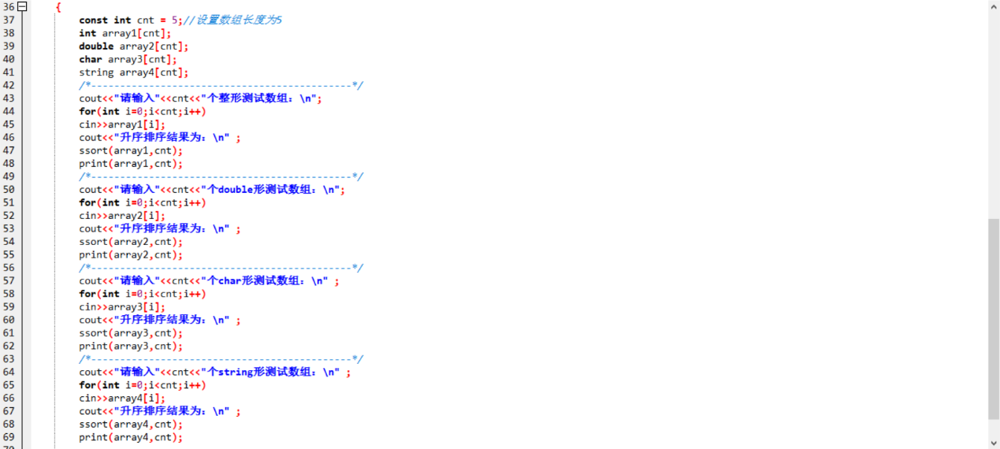 36 {
37 const int cnt = 5;//设置数组长度为5
38 int array1[cnt];
39 double array2[cnt];
40 char array3[cnt];
41 string array4[cnt];
42 /*---------------------------------------------*/
43 cout<<"请输入"<<cnt<<"个整形测试数组：\n";
44 for(int i=0;i<cnt;i++)
45 cin>>array1[i];
46 cout<<"升序排序结果为：\n" ;
47 ssort(array1,cnt);
48 print(array1,cnt);
49 /*---------------------------------------------*/
50 cout<<"请输入"<<cnt<<"个double形测试数组：\n";
51 for(int i=0;i<cnt;i++)
52 cin>>array2[i];
53 cout<<"升序排序结果为：\n" ;
54 ssort(array2,cnt);
55 print(array2,cnt);
56 /*---------------------------------------------*/
57 cout<<"请输入"<<cnt<<"个char形测试数组：\n" ;
58 for(int i=0;i<cnt;i++)
59 cin>>array3[i];
60 cout<<"升序排序结果为：\n" ;
61 ssort(array3,cnt);
62 print(array3,cnt);
63 /*---------------------------------------------*/
64 cout<<"请输入"<<cnt<<"个string形测试数组：\n" ;
65 for(int i=0;i<cnt;i++)
66 cin>>array4[i];
67 cout<<"升序排序结果为：\n" ;
68 ssort(array4,cnt);
69 print(array4,cnt);